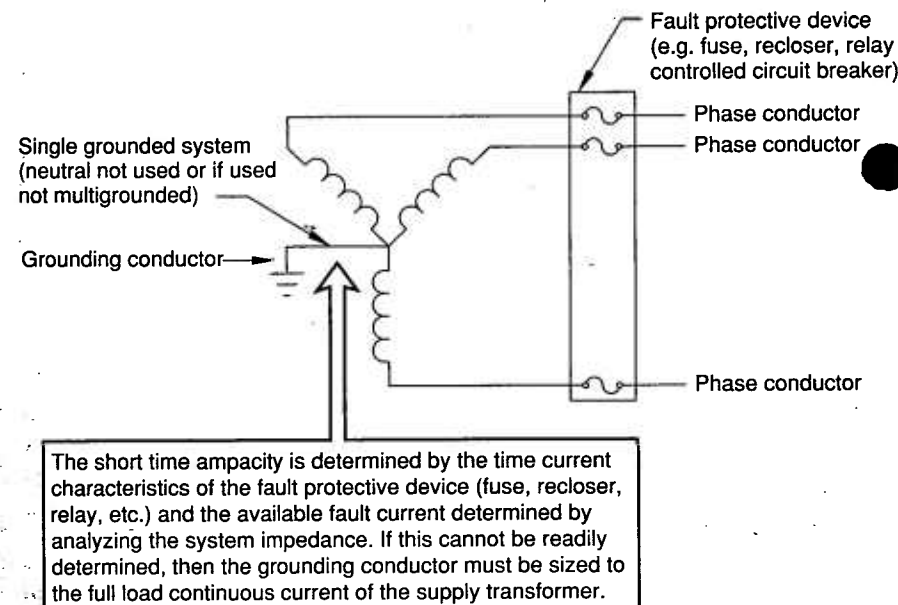 Fault protective device
(e.g. fuse, recloser, relay
controlled circuit breaker)
Phase conductor
Phase conductor
Single grounded system
(neutral not used or if used
not multigrounded)
Grounding conductor
Phase conductor
The short time ampacity is determined by the time current
characteristics of the fault protective device (fuse, recloser,
relay, etc.) and the available fault current determined by
analyzing the system impedance. If this cannot be readily
determined, then the grounding conductor must be sized to
the full load continuous current of the supply transformer.